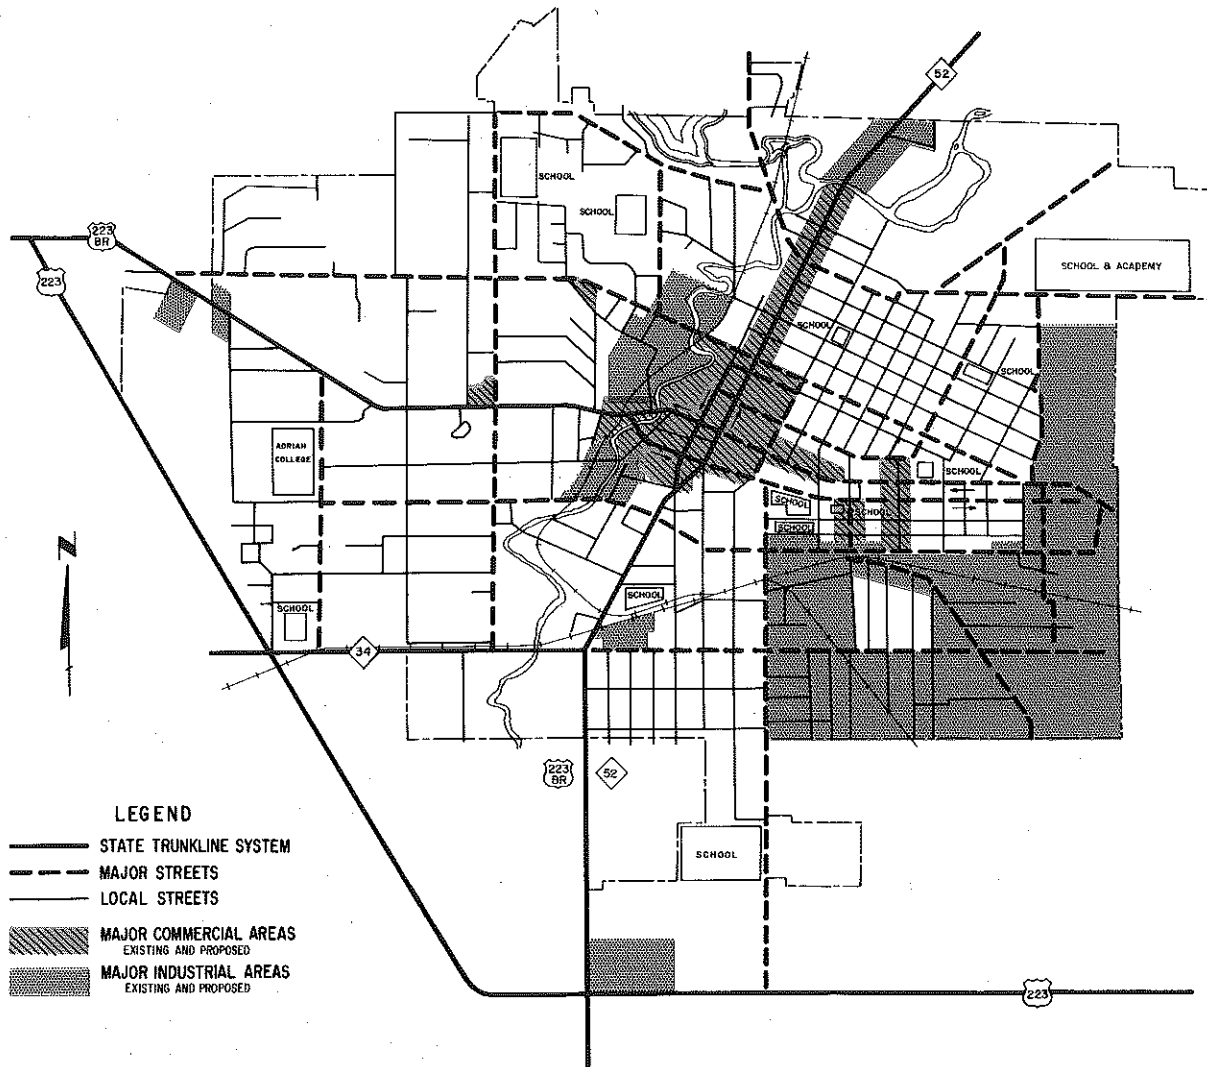 52
SCHOOL
223
BR
SCHOOL
223
SCHOOL & ACADEMY
SCHOOL
SCHOOL
ADRIAN
COLLEGE
SCHOOL
SCHOOL
SCHOOL
SCHOOL
SCHOOL
SCHOOL
34
223
BR
52
LEGEND
STATE TRUNKLINE SYSTEM
MAJOR STREETS
LOCAL STREETS
SCHOOL
MAJOR COMMERCIAL AREAS
EXISTING AND PROPOSED
MAJOR INDUSTRIAL AREAS
EXISTING AND PROPOSED
223